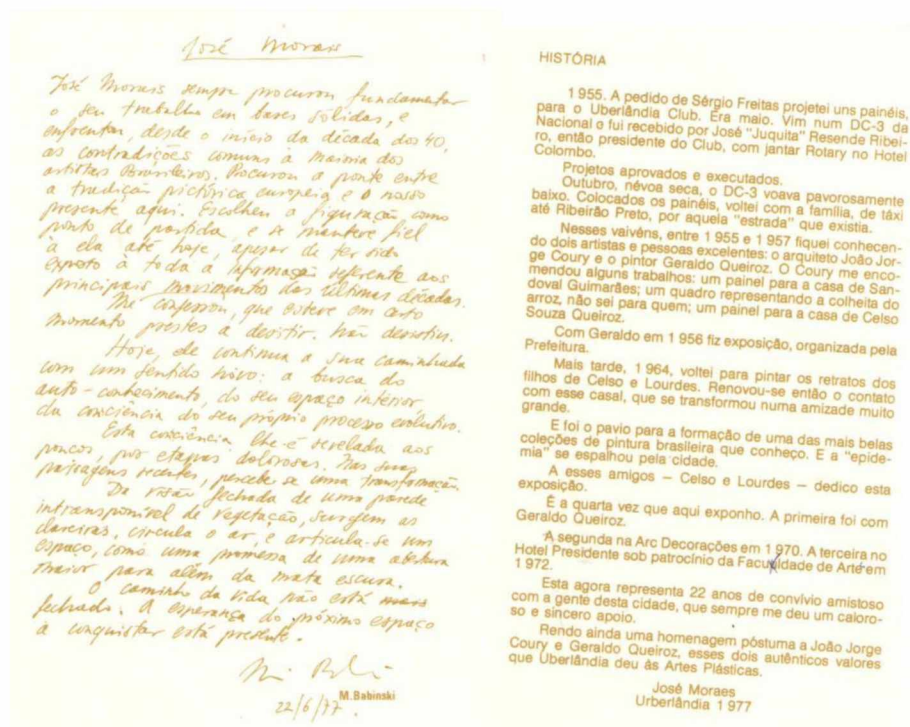 José Morais
José Morais sempre procurou fundamentar
o seu trabalho em bases sólidas, e
enfrentou, desde o início da década dos 40,
as contradições comuns à maioria dos
artistas Brasileiros. Procurou a ponte entre
a tradição pictórica europeia e o nosso
presente aqui. Escolheu a figuração como
ponto de partida, e se manteve fiel
à ela até hoje, apesar de ter sido
exposto à toda a informação referente aos
principais movimentos das últimas décadas.
Me confessou, que esteve em certo
momento prestes a desistir. Não desistiu.
Hoje, ele continua a sua caminhada
com um sentido novo: a busca do
auto-conhecimento, do seu espaço interior
da consciência do seu próprio processo evolutivo.
Esta consciência lhe é revelada aos
poucos, por etapas dolorosas. Nas suas
paisagens recentes, percebe-se uma transformação.
Da visão fechada de uma parede
intransponível de vegetação, surgem as
clareiras, circula o ar, e articula-se um
espaço, como uma promessa de uma abertura
maior para além da mata escura.
O caminho da vida não está mais
fechado. A esperança do próximo espaço
à conquistar está presente.
M.Babinski
22/6/77.
HISTÓRIA
1 955. A pedido de Sérgio Freitas projetei uns painéis,
para o Uberlândia Club. Era maio. Vim num DC-3 da
Nacional o fui recebido por José "Juquita" Resende Ribei-
ro, então presidente do Club, com jantar Rotary no Hotel
Colombo.
Projetos aprovados e executados.
Outubro, névoa seca, o DC-3 voava pavorosamente
baixo. Colocados os painéis, voltei com a família, de táxi
até Ribeirão Preto, por aquela "estrada" que existia.
Nesses vaivéns, entre 1 955 e 1 957 fiquei conhecen-
do dois artistas e pessoas excelentes: o arquiteto João Jor-
ge Coury e o pintor Geraldo Queiroz. O Coury me enco-
mendou alguns trabalhos: um painel para a casa de San-
doval Guimarães; um quadro representando a colheita do
arroz, não sei para quem; um painel para a casa de Celso
Souza Queiroz.
Com Geraldo em 1 956 fiz exposição, organizada pela
Prefeitura.
Mais tarde, 1 964, voltei para pintar os retratos dos
filhos de Celso e Lourdes. Renovou-se então o contato
com esse casal, que se transformou numa amizade muito
grande.
E foi o pavio para a formação de uma das mais belas
coleções de pintura brasileira que conheço. E a "epide-
mia" se espalhou pela cidade.
A esses amigos – Celso e Lourdes – dedico esta
exposição.
É a quarta vez que aqui exponho. A primeira foi com
Geraldo Queiroz.
A segunda na Arc Decorações em 1 970. A terceira no
Hotel Presidente sob patrocínio da Faculdade de Arte em
1 972.
Esta agora representa 22 anos de convívio amistoso
com a gente desta cidade, que sempre me deu um caloro-
so e sincero apoio.
Rendo ainda uma homenagem póstuma a João Jorge
Coury e Geraldo Queiroz, esses dois autênticos valores
que Uberlândia deu às Artes Plásticas.
José Moraes
Urberlândia 1 977